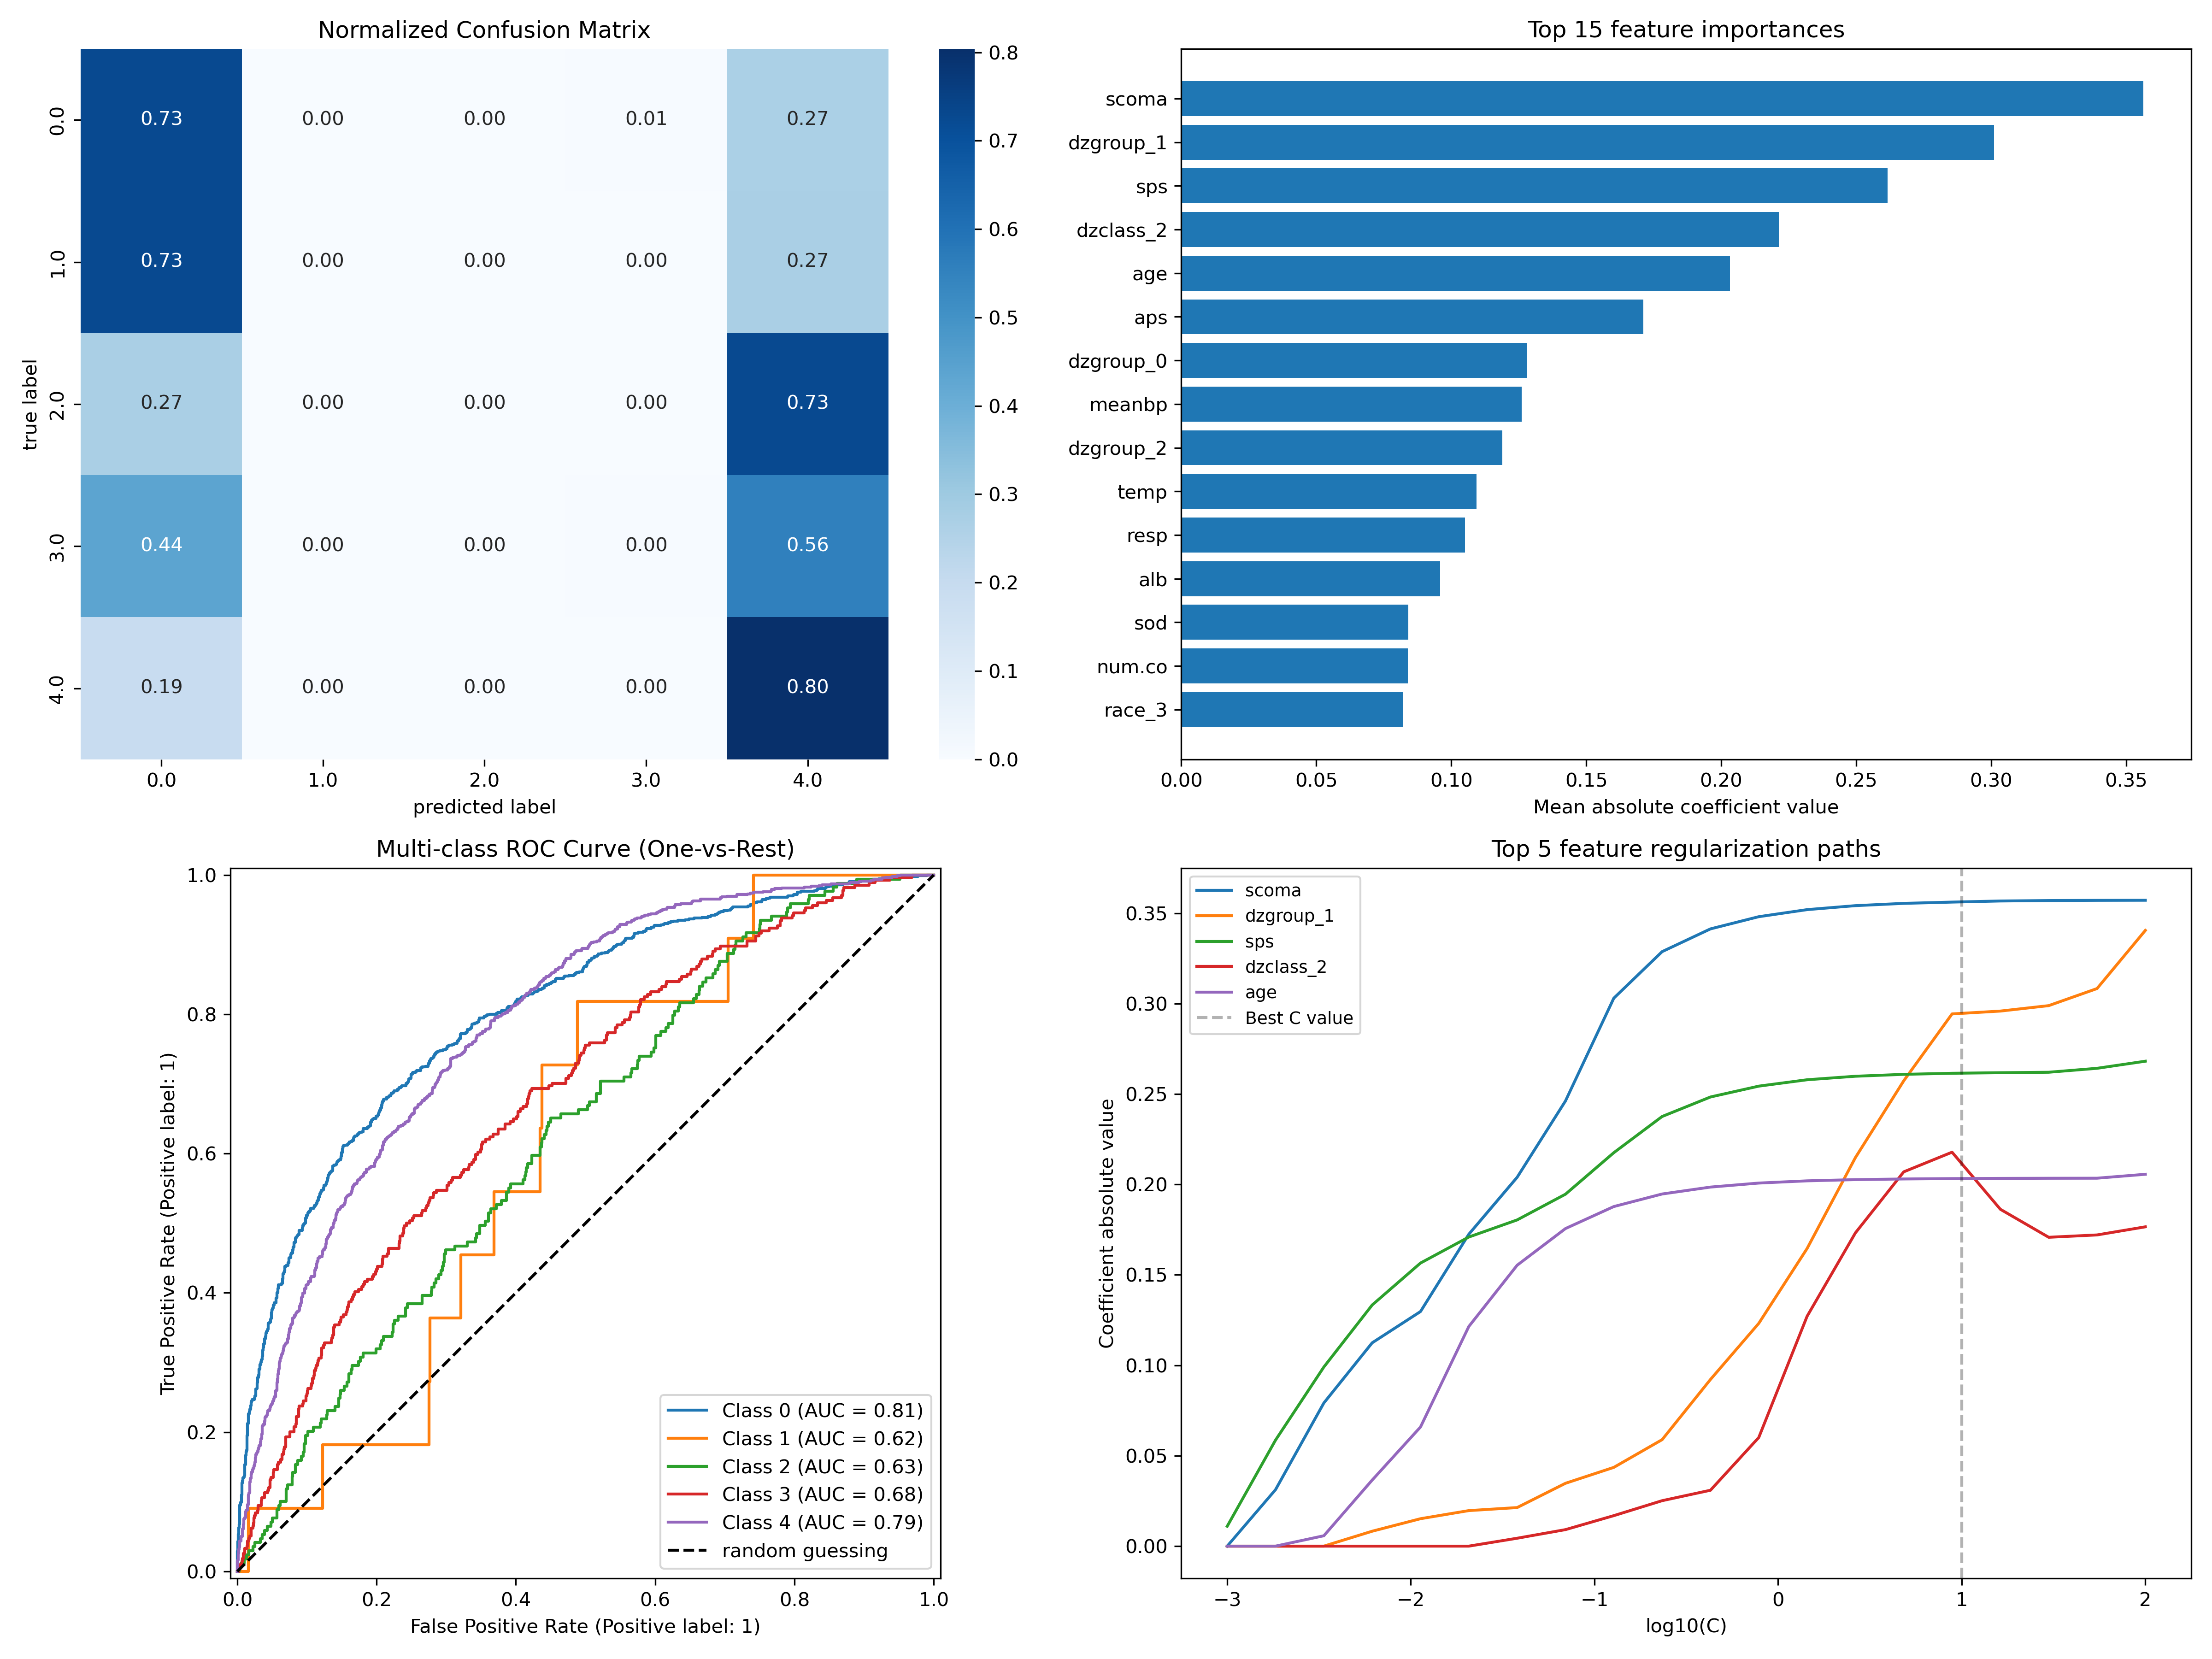 Normalized Confusion Matrix
true label
0.0
0.73
0.00
0.00
0.01
0.27
1.0
0.73
0.00
0.00
0.00
0.27
2.0
0.27
0.00
0.00
0.00
0.73
3.0
0.44
0.00
0.00
0.00
0.56
4.0
0.19
0.00
0.00
0.00
0.80
0.0
1.0
2.0
3.0
4.0
predicted label
0.8
0.7
0.6
0.5
0.4
0.3
0.2
0.1
0.0
Top 15 feature importances
scoma
dzgroup_1
sps
dzclass_2
age
aps
dzgroup_0
meanbp
dzgroup_2
temp
resp
alb
sod
num.co
race_3
0.00
0.05
0.10
0.15
0.20
0.25
0.30
0.35
Mean absolute coefficient value
Multi-class ROC Curve (One-vs-Rest)
True Positive Rate (Positive label: 1)
1.0
0.8
0.6
0.4
0.2
0.0
Class 0 (AUC = 0.81)
Class 1 (AUC = 0.62)
Class 2 (AUC = 0.63)
Class 3 (AUC = 0.68)
Class 4 (AUC = 0.79)
random guessing
0.0
0.2
0.4
0.6
0.8
1.0
False Positive Rate (Positive label: 1)
Top 5 feature regularization paths
scoma
dzgroup_1
sps
dzclass_2
age
Best C value
Coefficient absolute value
0.35
0.30
0.25
0.20
0.15
0.10
0.05
0.00
−3
−2
−1
0
1
2
log10(C)